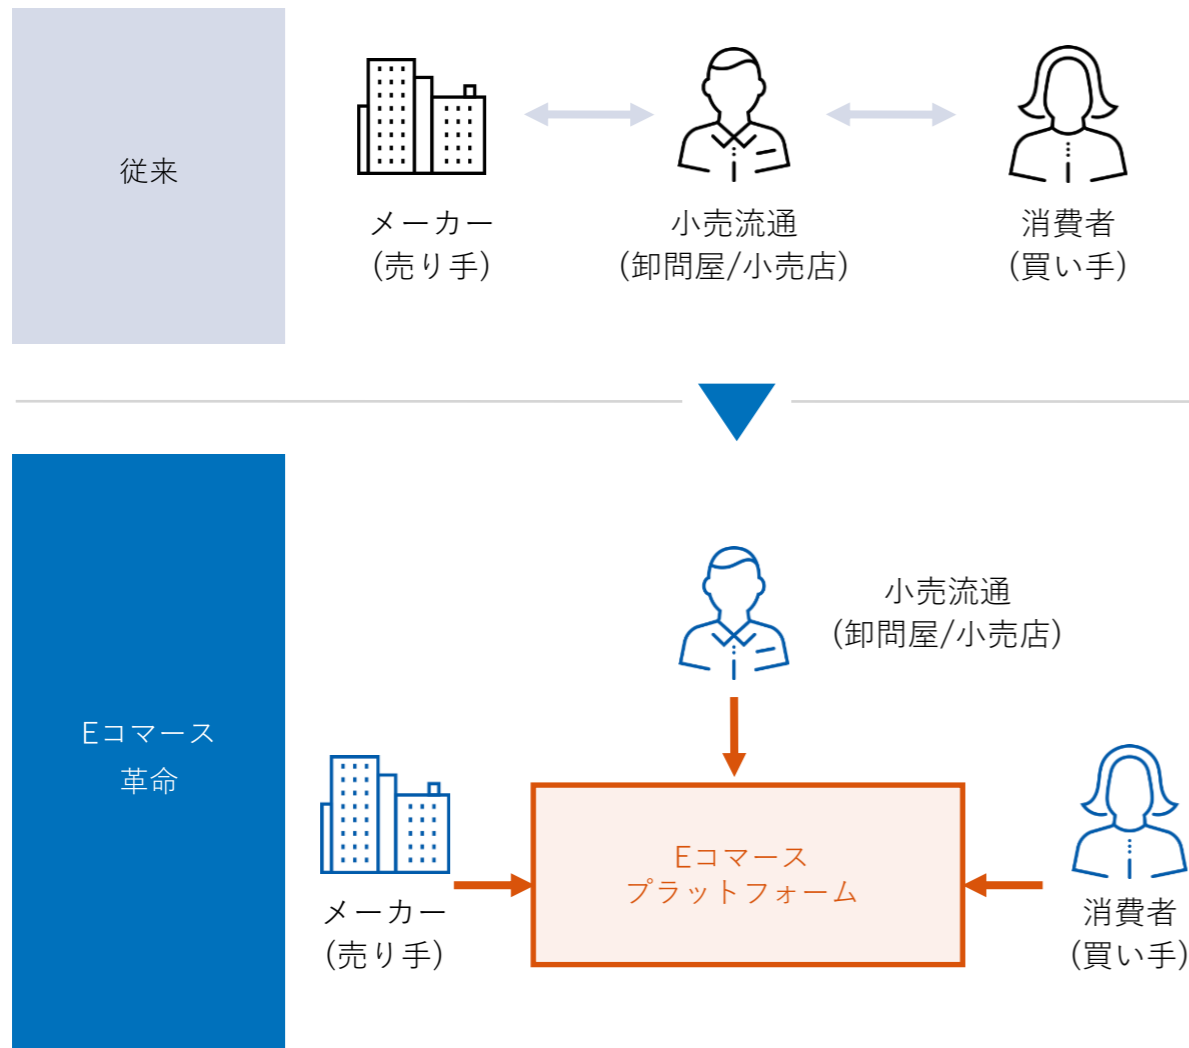 従来
メーカー
(売り手)
小売流通
(卸問屋/小売店)
消費者
(買い手)
Eコマース
革命
小売流通
(卸問屋/小売店)
メーカー
(売り手)
Eコマース
プラットフォーム
消費者
(買い手)